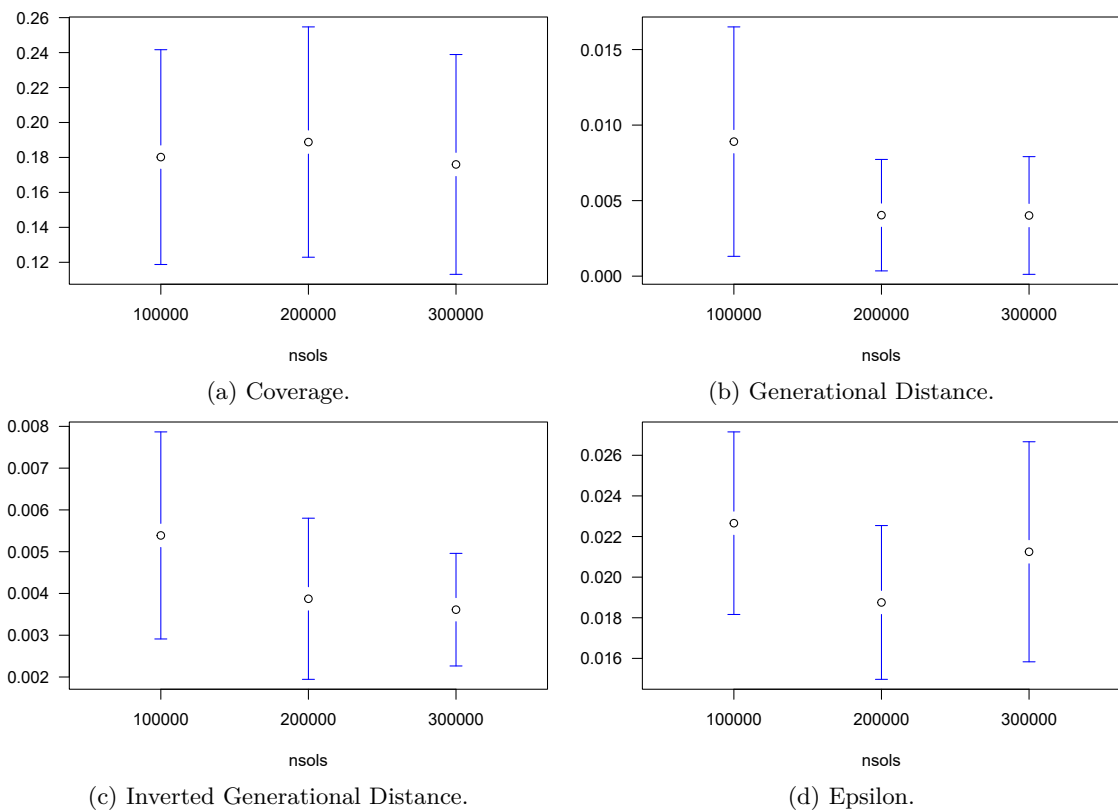 0.26
0.24
0.22
0.20
0.18
0.16
0.14
0.12
100000 200000 300000
nsols
(a) Coverage.
0.015
0.010
0.005
0.000
100000 200000 300000
nsols
(b) Generational Distance.
0.008
0.007
0.006
0.005
0.004
0.003
0.002
100000 200000 300000
nsols
(c) Inverted Generational Distance.
0.026
0.024
0.022
0.020
0.018
0.016
100000 200000 300000
nsols
(d) Epsilon.